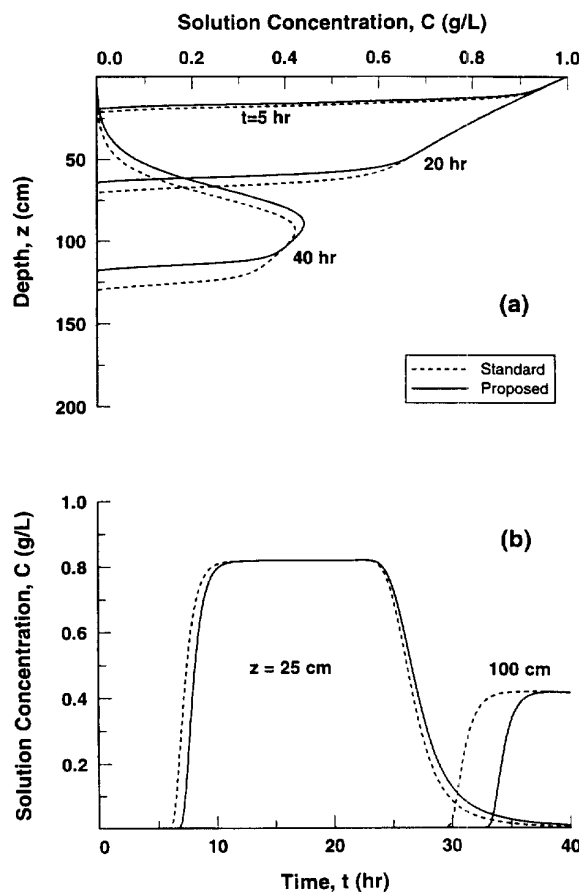 Solution Concentration, C (g/L)
0.0 0.2 0.4 0.6 0.8 1.0
t=5 hr
20 hr
40 hr
50
100
150
200
Depth, z (cm)
(a)
Standard
Proposed
1.0
0.8
0.6
0.4
0.2
Solution Concentration, C (g/L)
(b)
z = 25 cm
100 cm
0 10 20 30 40
Time, t (hr)